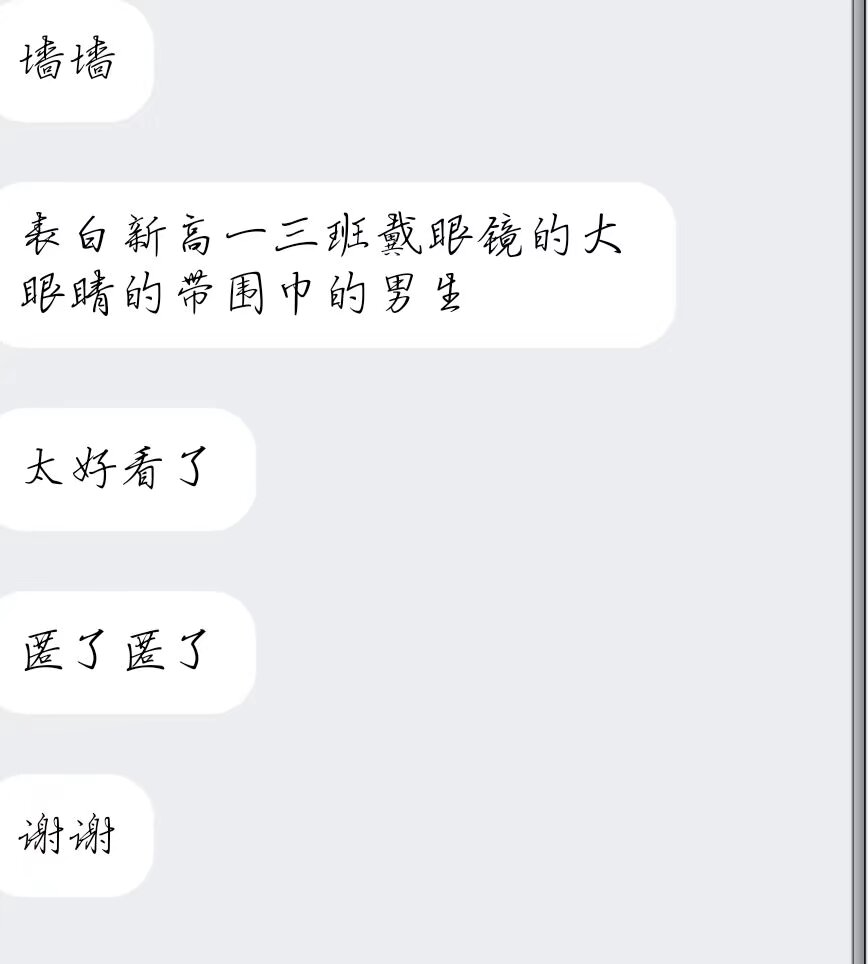 墙墙
表白新高一三班戴眼镜的大
眼睛的带围巾的男生
太好看了
匿了匿了
谢谢